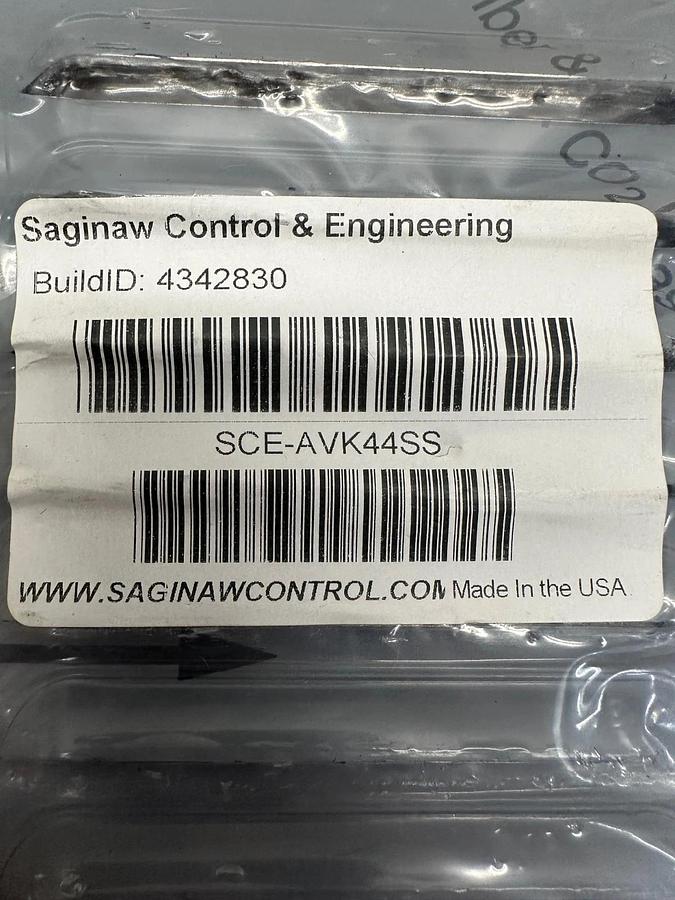 Saginaw Control & Engineering
BuildID: 4342830
SCE-AVK44SS
WWW.SAGINAWCONTROL.COM Made In the USA